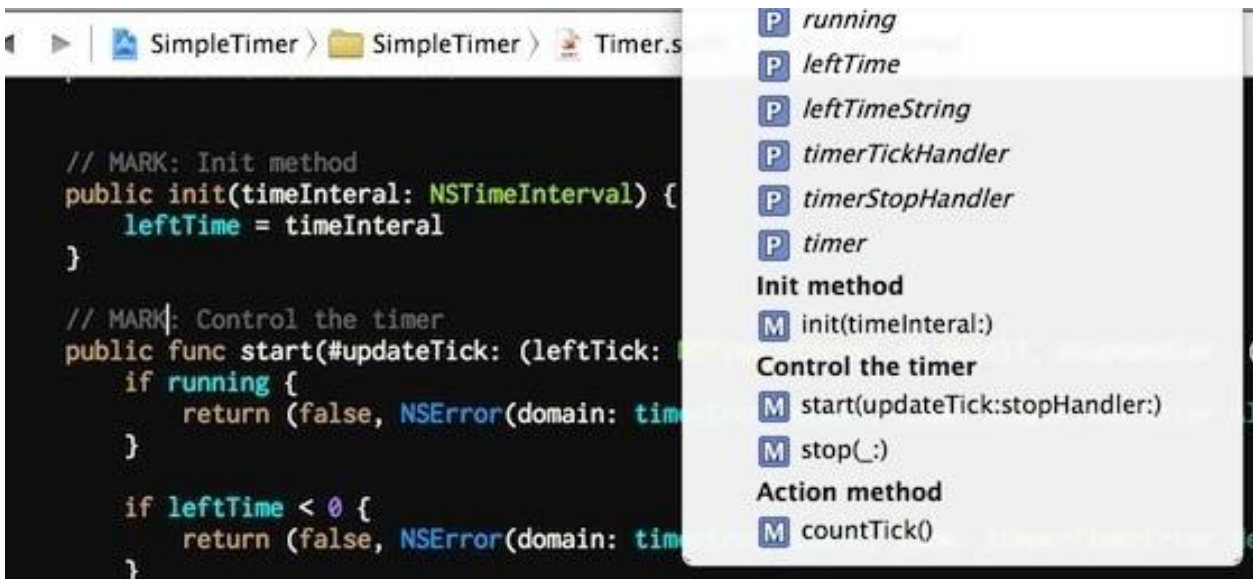 SimpleTimer 〉 SimpleTimer 〉 Timer.s
// MARK: Init method
public init(timeInteral: NSTimeInterval) {
leftTime = timeInteral
}
// MARK: Control the timer
public func start(#updateTick: (leftTick:
if running {
return (false, NSError(domain: tim
}
if leftTime < 0 {
return (false, NSError(domain: tim
}
P running
P leftTime
P leftTimeString
P timerTickHandler
P timerStopHandler
P timer
Init method
M init(timeInteral:)
Control the timer
M start(updateTick:stopHandler:)
M stop(_:)
Action method
M countTick()